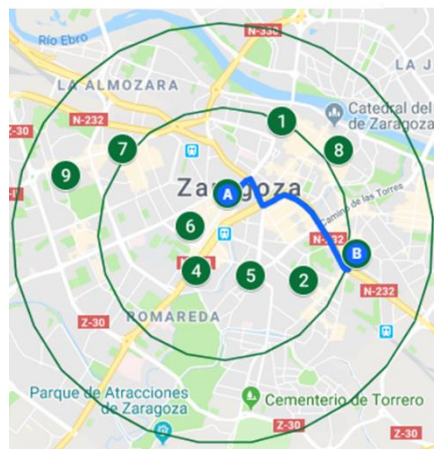 N-330
Río Ebro
LA J
LA ALMOZARA
Catedral del
de Zaragoza
Z-30
N-232
1
7
8
9
Zaragoza
A
Camino de las Torres
6
N-232
B
4
5
2
N-232
Z-30
ROMAREDA
Parque de Atracciones
de Zaragoza
Cementerio de Torrero
Z-30
Z-30